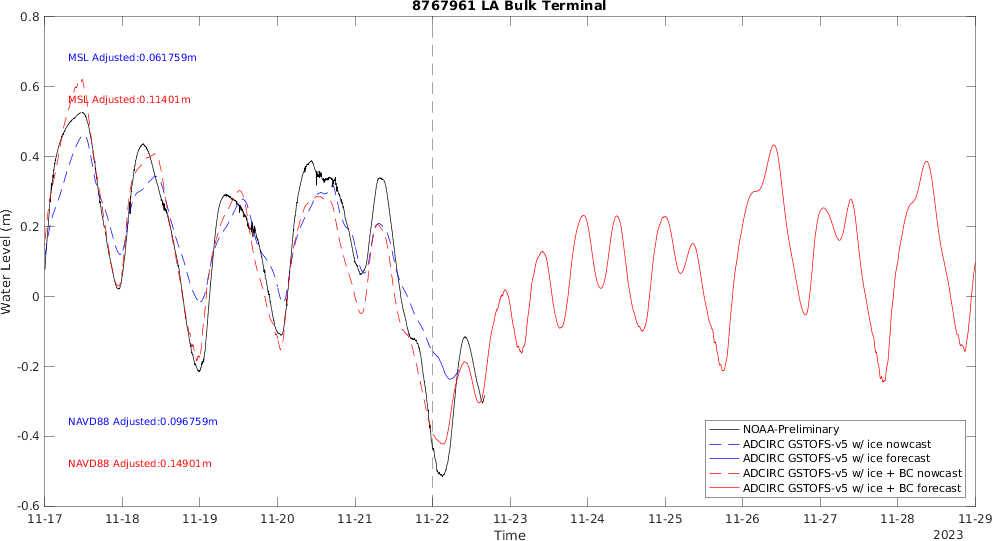 8767961 LA Bulk Terminal
0.8
0.6
0.4
0.2
0
-0.2
-0.4
-0.6
Water Level (m)
MSL Adjusted:0.061759m
MSL Adjusted:0.11401m
NAVD88 Adjusted:0.096759m
NAVD88 Adjusted:0.14901m
NOAA-Preliminary
ADCIRC GSTOFS-v5 w/ ice nowcast
ADCIRC GSTOFS-v5 w/ ice forecast
ADCIRC GSTOFS-v5 w/ ice + BC nowcast
ADCIRC GSTOFS-v5 w/ ice + BC forecast
11-17 11-18 11-19 11-20 11-21 11-22 11-23 11-24 11-25 11-26 11-27 11-28 11-29
Time
2023